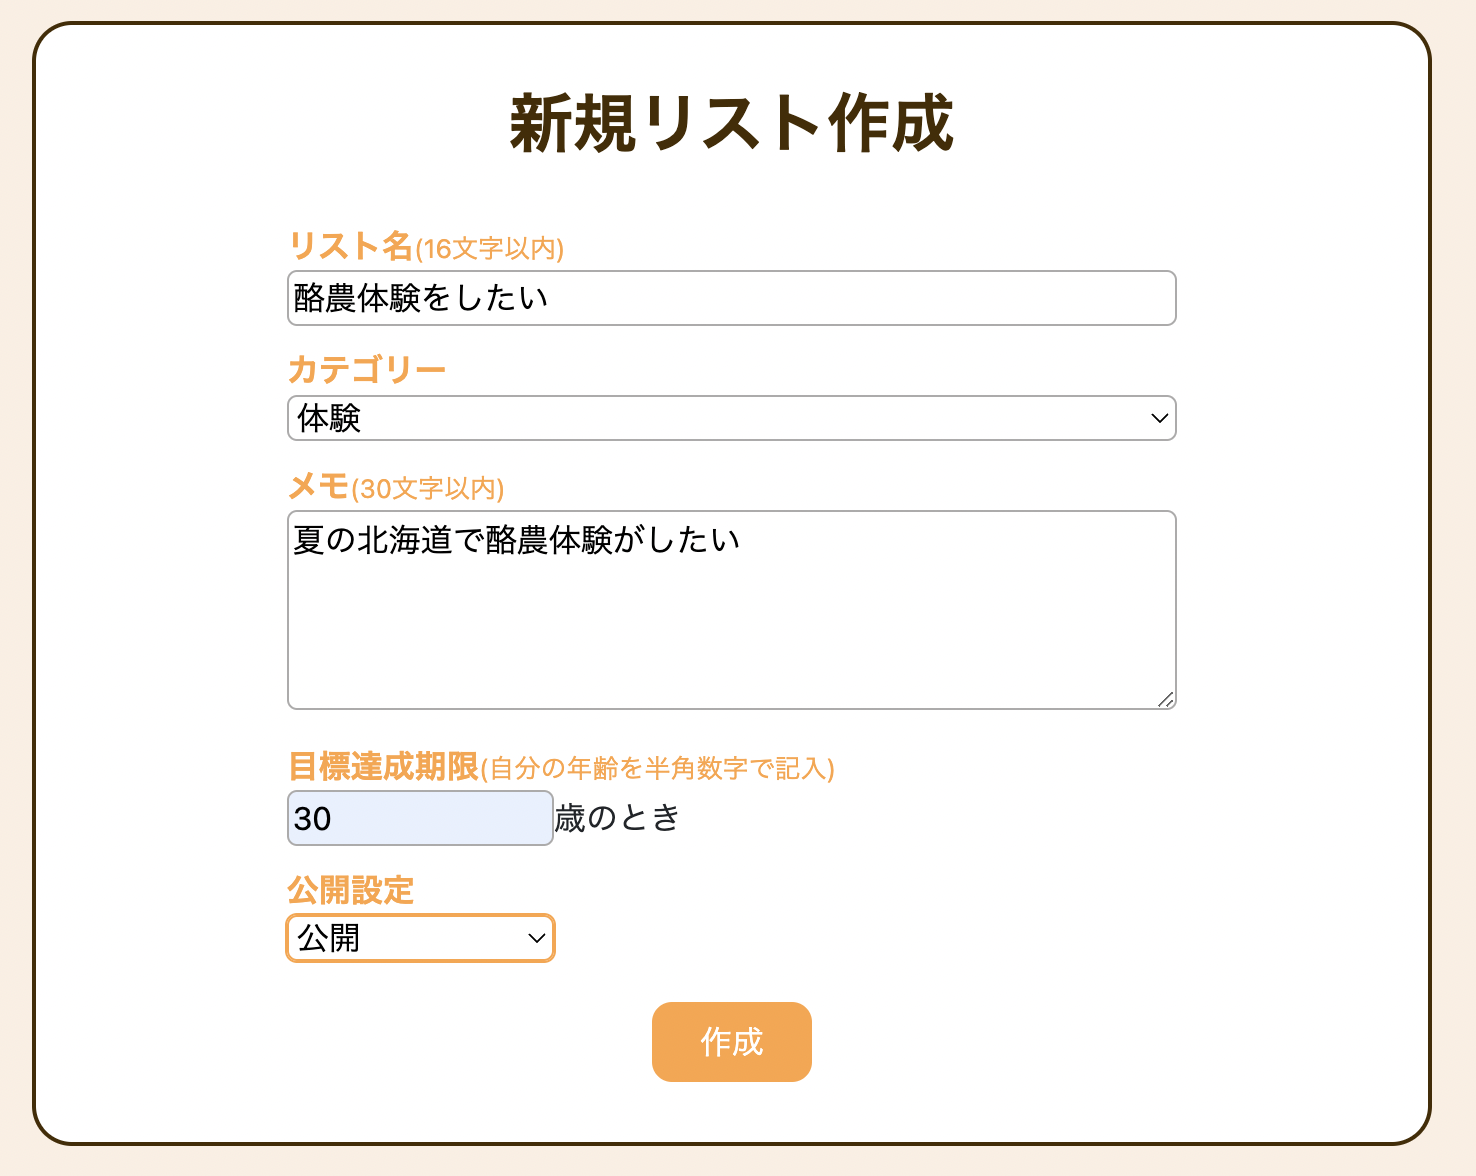 新規リスト作成
リスト名(16文字以内)
酪農体験をしたい
カテゴリー
体験
メモ(30文字以内)
夏の北海道で酪農体験がしたい
目標達成期限(自分の年齢を半角数字で記入)
30歳のとき
公開設定
公開
作成